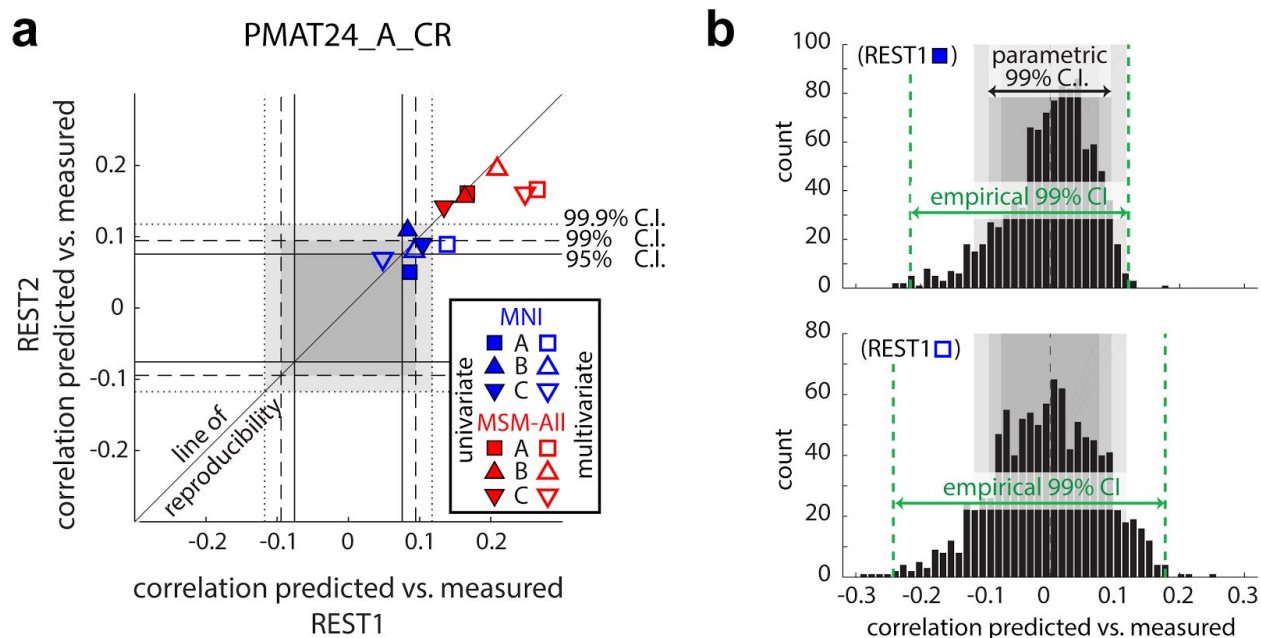 a
PMAT24_A_CR
REST2
correlation predicted vs. measured
0.2
0.1
0
-0.1
-0.2
99.9% C.I.
99% C.I.
95% C.I.
line of
reproducibility
MNI
A
B
C
MSM-All
A
B
C
univariate
multivariate
-0.2
-0.1
0
0.1
0.2
correlation predicted vs. measured
REST1
b
100
80
60
40
20
0
count
(REST1 )
parametric
99% C.I.
empirical 99% CI
80
60
40
20
0
count
(REST1 )
empirical 99% CI
-0.3
-0.2
-0.1
0
0.1
0.2
0.3
correlation predicted vs. measured